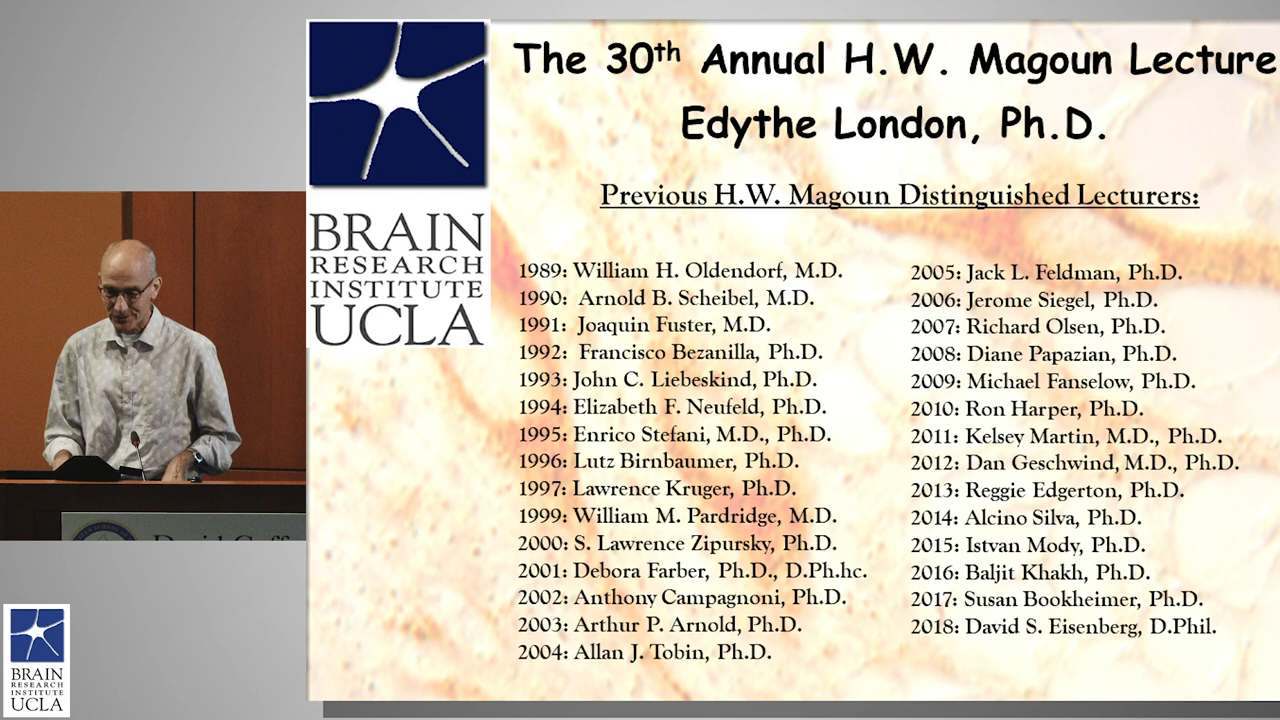 The 30th Annual H.W. Magoun Lecture
Edythe London, Ph.D.
Previous H.W. Magoun Distinguished Lecturers:
BRAIN
RESEARCH
INSTITUTE
UCLA
1989: William H. Oldendorf, M.D.
1990: Arnold B. Scheibel, M.D.
1991: Joaquin Fuster, M.D.
1992: Francisco Bezanilla, Ph.D.
1993: John C. Liebeskind, Ph.D.
1994: Elizabeth F. Neufeld, Ph.D.
1995: Enrico Stefani, M.D., Ph.D.
1996: Lutz Birnbaumer, Ph.D.
1997: Lawrence Kruger, Ph.D.
1999: William M. Pardridge, M.D.
2000: S. Lawrence Zipursky, Ph.D.
2001: Debora Farber, Ph.D., D.Ph.hc.
2002: Anthony Campagnoni, Ph.D.
2003: Arthur P. Arnold, Ph.D.
2004: Allan J. Tobin, Ph.D.
2005: Jack L. Feldman, Ph.D.
2006: Jerome Siegel, Ph.D.
2007: Richard Olsen, Ph.D.
2008: Diane Papazian, Ph.D.
2009: Michael Fanselow, Ph.D.
2010: Ron Harper, Ph.D.
2011: Kelsey Martin, M.D., Ph.D.
2012: Dan Geschwind, M.D., Ph.D.
2013: Reggie Edgerton, Ph.D.
2014: Alcino Silva, Ph.D.
2015: Istvan Mody, Ph.D.
2016: Baljit Khakh, Ph.D.
2017: Susan Bookheimer, Ph.D.
2018: David S. Eisenberg, D.Phil.
BRAIN
RESEARCH
INSTITUTE
UCLA